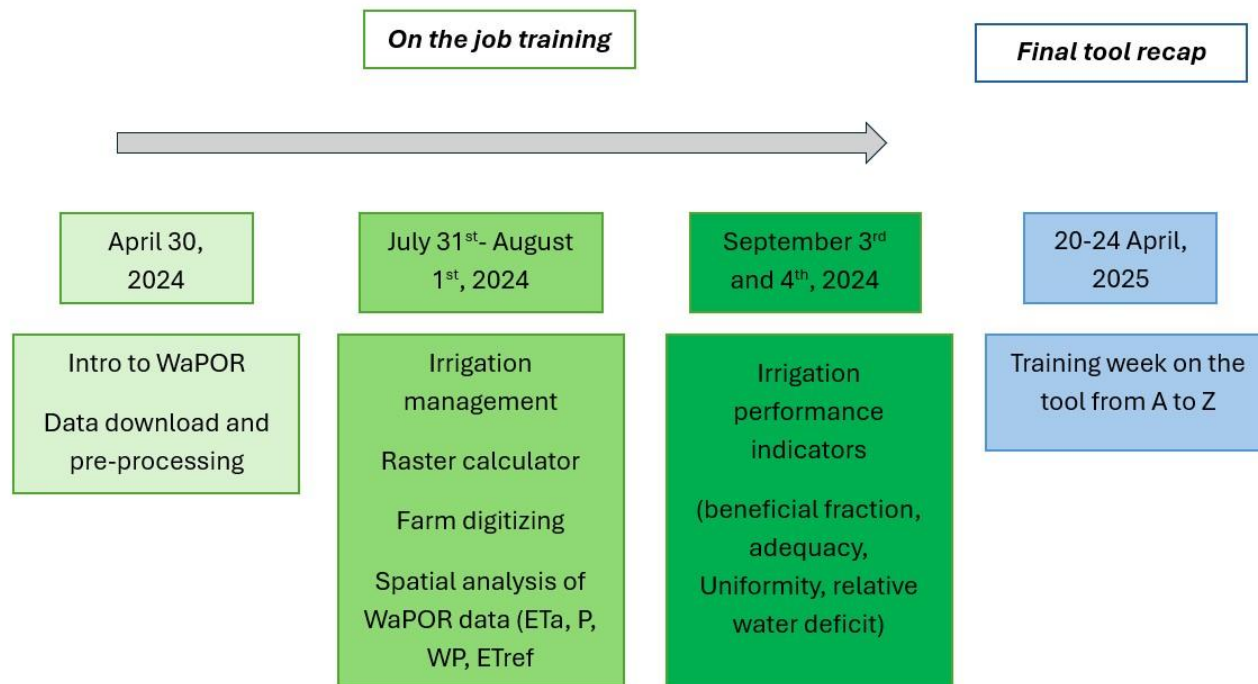 On the job training
Final tool recap
April 30,
2024
July 31st- August
1st, 2024
September 3rd
and 4th, 2024
20-24 April,
2025
Intro to WaPOR
Data download and
pre-processing
Irrigation
management
Raster calculator
Farm digitizing
Spatial analysis of
WaPOR data (ETa, P,
WP, ETref
Irrigation
performance
indicators
(beneficial fraction,
adequacy,
Uniformity, relative
water deficit)
Training week on the
tool from A to Z